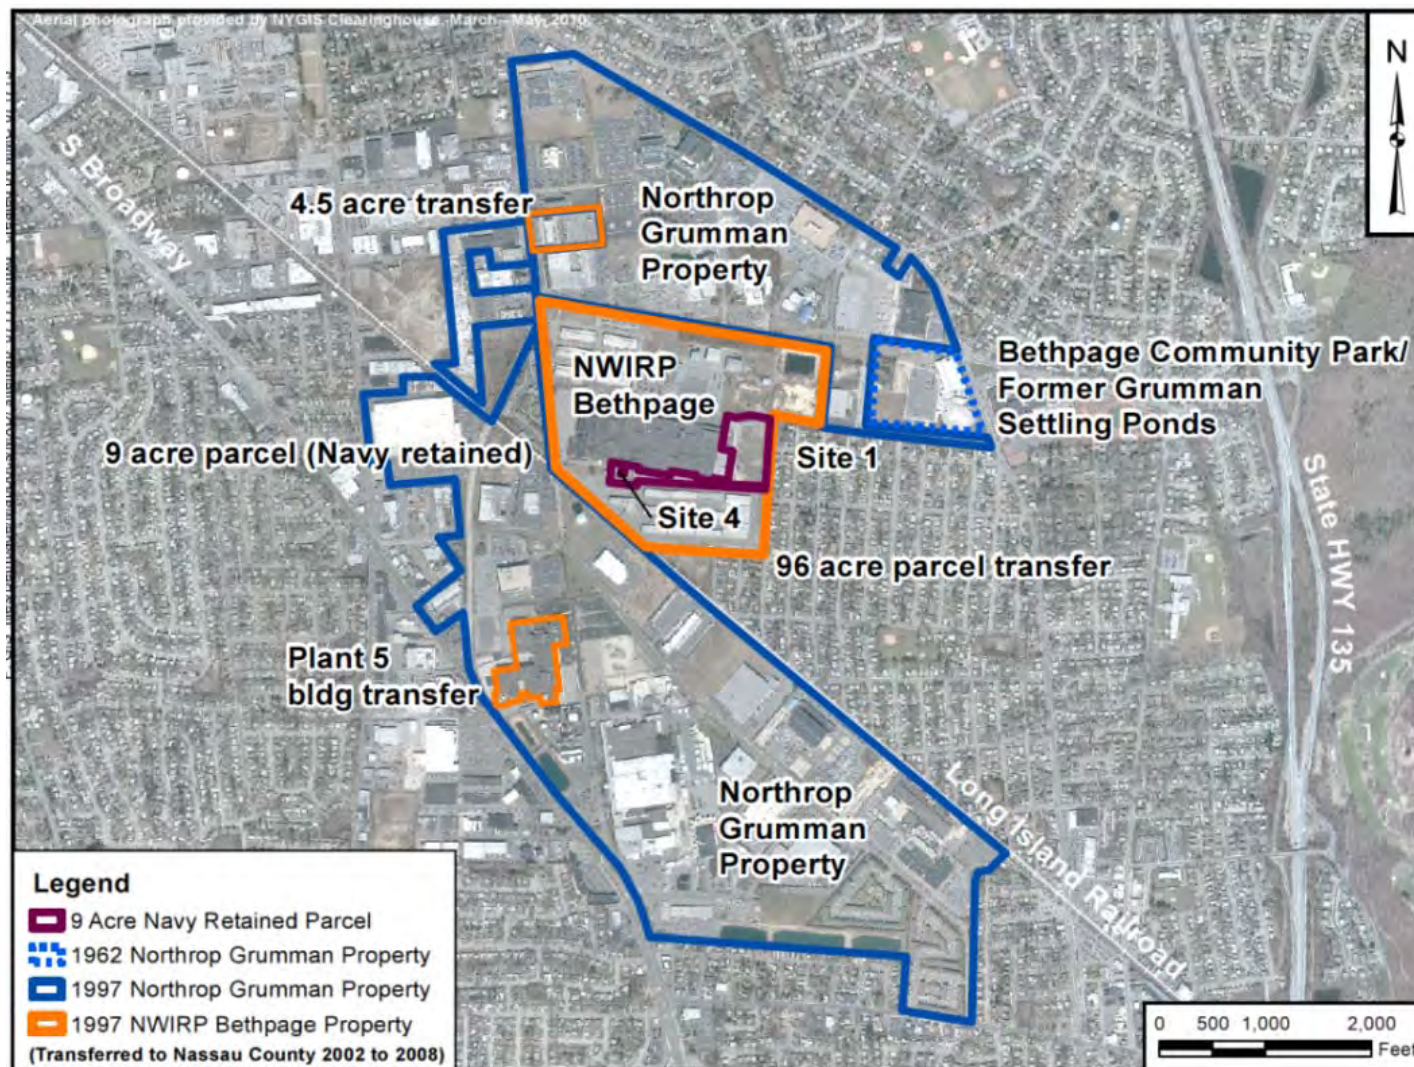 Aerial photograph provided by NYGIS Clearinghouse, March - May, 2010
N
S Broadway
4.5 acre transfer
Northrop
Grumman
Property
NWIRP
Bethpage
Bethpage Community Park/
Former Grumman
Settling Ponds
9 acre parcel (Navy retained)
Site 1
Site 4
State HWY 135
96 acre parcel transfer
Plant 5
bldg transfer
Northrop
Grumman
Property
Long Island Railroad
Legend
9 Acre Navy Retained Parcel
1962 Northrop Grumman Property
1997 Northrop Grumman Property
1997 NWIRP Bethpage Property
(Transferred to Nassau County 2002 to 2008)
0 500 1,000 2,000
Feet